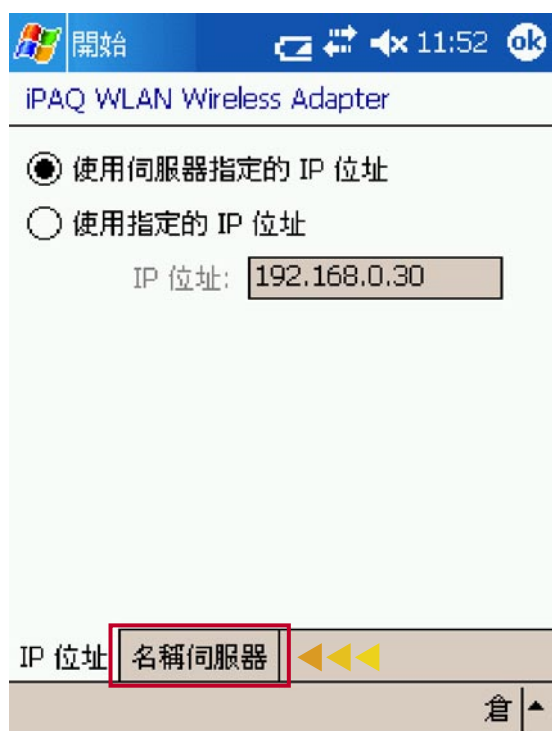 開始 11:52 ok
iPAQ WLAN Wireless Adapter
使用伺服器指定的 IP 位址
使用指定的 IP 位址
IP 位址: 192.168.0.30
IP 位址 名稱伺服器
倉